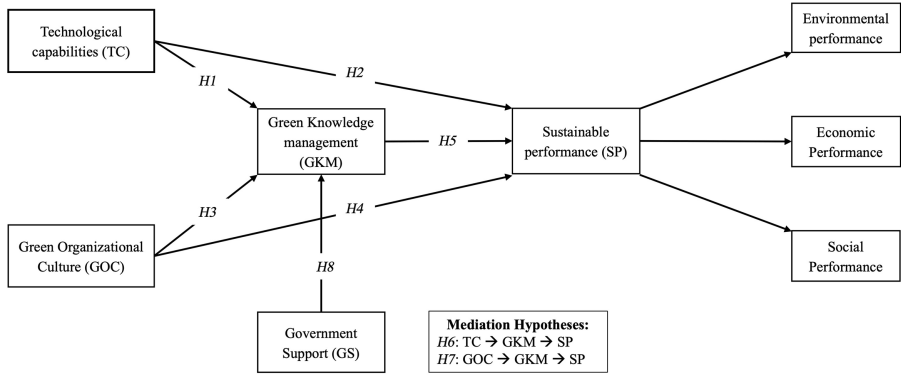 Technological
capabilities (TC)
Environmental
performance
H1
H2
Green Knowledge
management
(GKM)
H5
Sustainable
performance (SP)
Economic
Performance
H3
H4
Green Organizational
Culture (GOC)
H8
Social
Performance
Government
Support (GS)
Mediation Hypotheses:
H6: TC → GKM → SP
H7: GOC → GKM → SP